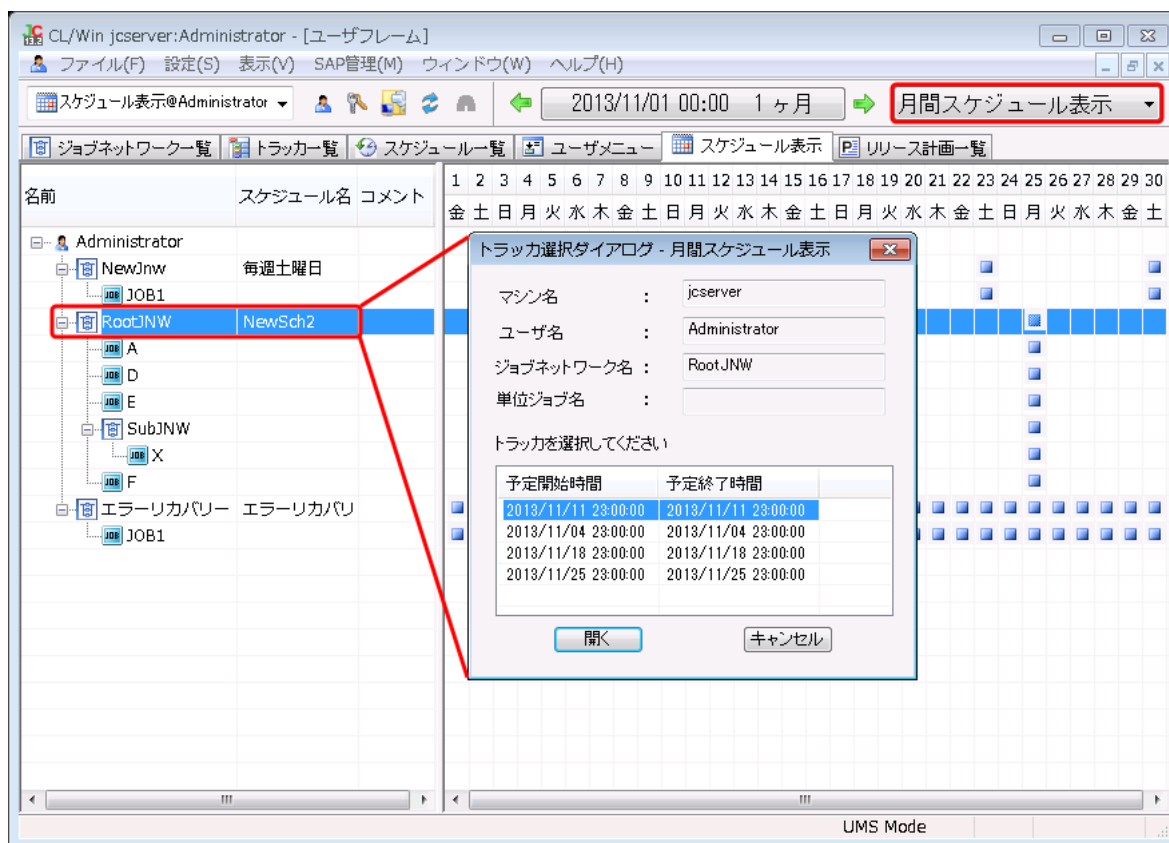 CL/Win jcserver:Administrator - [ユーザフレーム]
ファイル(F) 設定(S) 表示(V) SAP管理(M) ウィンドウ(W) ヘルプ(H)
スケジュール表示@Administrator 2013/11/01 00:00 1 ヶ月 月間スケジュール表示
ジョブネットワーク一覧 トラッカ一覧 スケジュール一覧 ユーザメニュー スケジュール表示 リリース計画一覧
名前 スケジュール名 コメント
1 2 3 4 5 6 7 8 9 10 11 12 13 14 15 16 17 18 19 20 21 22 23 24 25 26 27 28 29 30
金 土 日 月 火 水 木 金 土 日 月 火 水 木 金 土 日 月 火 水 木 金 土 日 月 火 水 木 金 土
Administrator
NewJnw 毎週土曜日
JOB1
RootJNW NewSch2
JOB A
JOB D
JOB E
SubJNW
JOB X
JOB F
エラーリカバリー エラーリカバリ
JOB1
トラッカ選択ダイアログ - 月間スケジュール表示
マシン名 : jcserver
ユーザ名 : Administrator
ジョブネットワーク名 : RootJNW
単位ジョブ名 :
トラッカを選択してください
予定開始時間 予定終了時間
2013/11/11 23:00:00 2013/11/11 23:00:00
2013/11/04 23:00:00 2013/11/04 23:00:00
2013/11/18 23:00:00 2013/11/18 23:00:00
2013/11/25 23:00:00 2013/11/25 23:00:00
開く キャンセル
UMS Mode